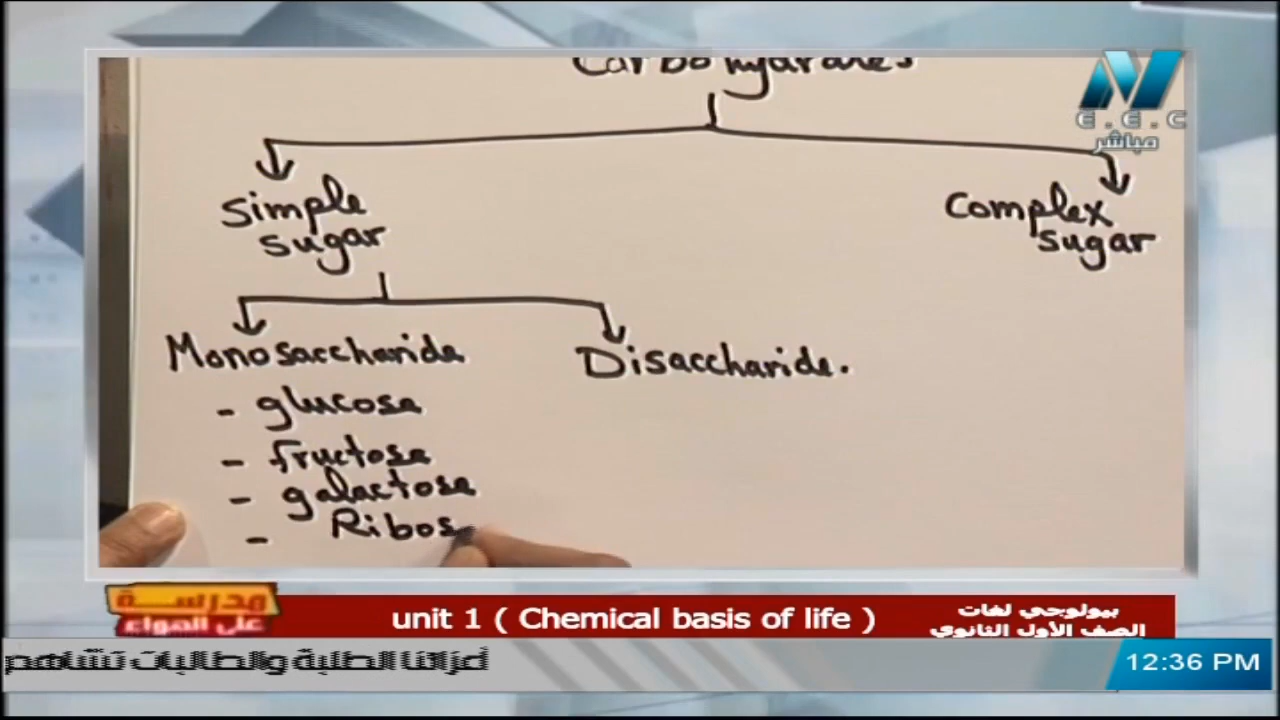 Carbohydrates
E.E.C
مباشر
Simple
sugar
Complex
sugar
Monosaccharide
Disaccharide.
- glucose
- fructose
- galactose
- Ribos
مدرسة
على الهواء
unit 1 ( Chemical basis of life )
بيولوجي لغات
الصف الأول الثانوي
أعزائنا الطلبة والطالبات تشاهم
12:36 PM